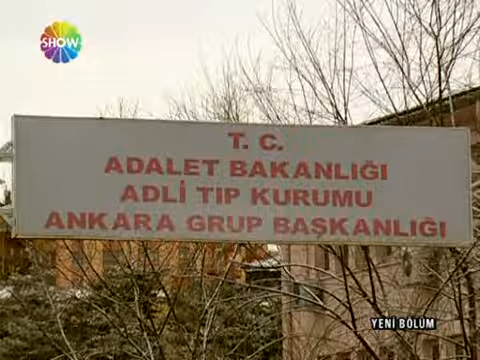 SHOW
T. C.
ADALET BAKANLIĞI
ADLİ TIP KURUMU
ANKARA GRUP BAŞKANLIĞI
YENİ BÖLÜM